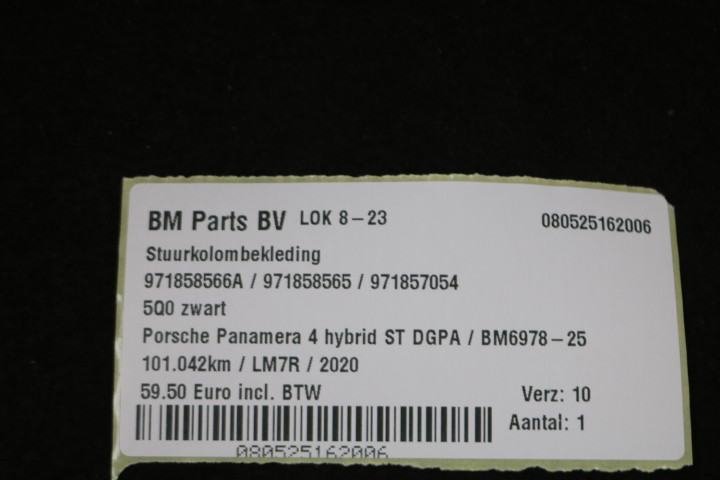 BM Parts BV LOK 8-23 080525162006
Stuurkolombekleding
971858566A / 971858565 / 971857054
5Q0 zwart
Porsche Panamera 4 hybrid ST DGPA / BM6978-25
101.042km / LM7R / 2020
59.50 Euro incl. BTW Verz: 10
Aantal: 1
080525162006